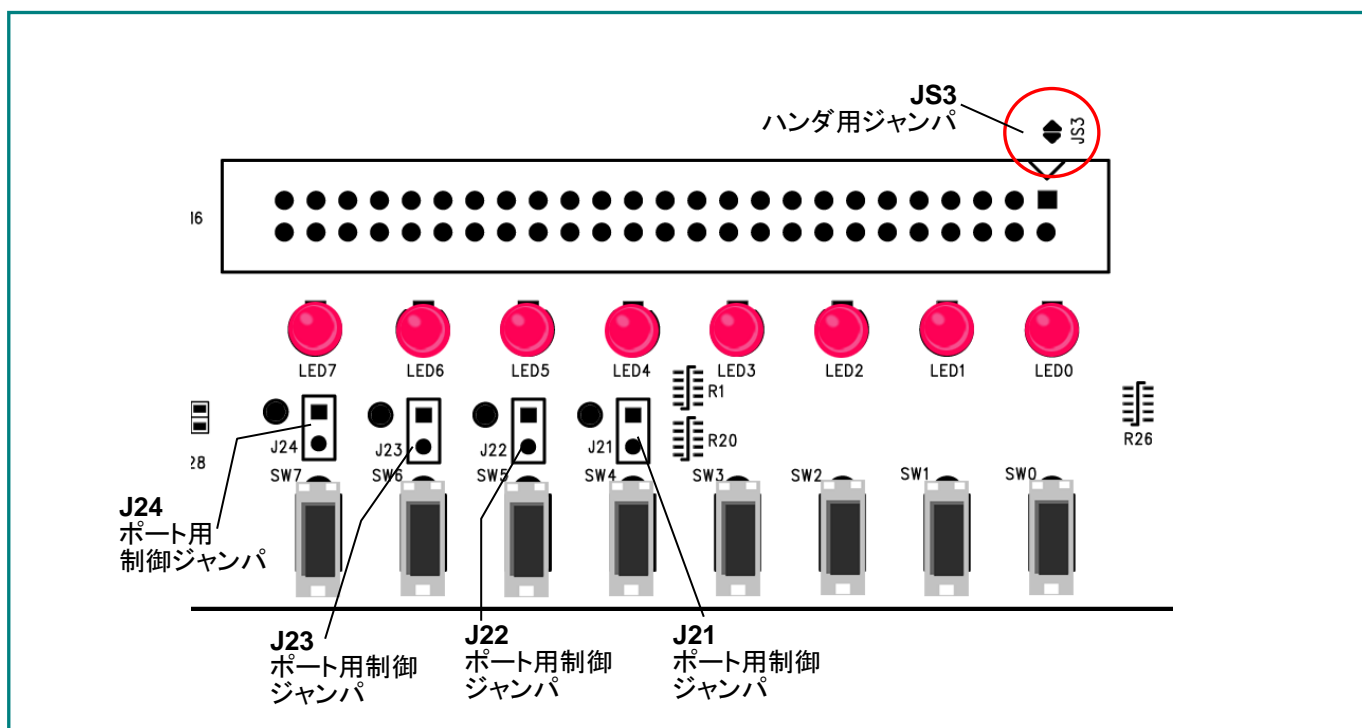 JS3
ハンダ用ジャンパ
JS3
J6
LED7
LED6
LED5
LED4
LED3
LED2
LED1
LED0
R1
R20
R26
28
J24
J23
J22
J21
SW7
SW6
SW5
SW4
SW3
SW2
SW1
SW0
J24
ポート用
制御ジャンパ
J23
ポート用制御
ジャンパ
J22
ポート用制御
ジャンパ
J21
ポート用制御
ジャンパ